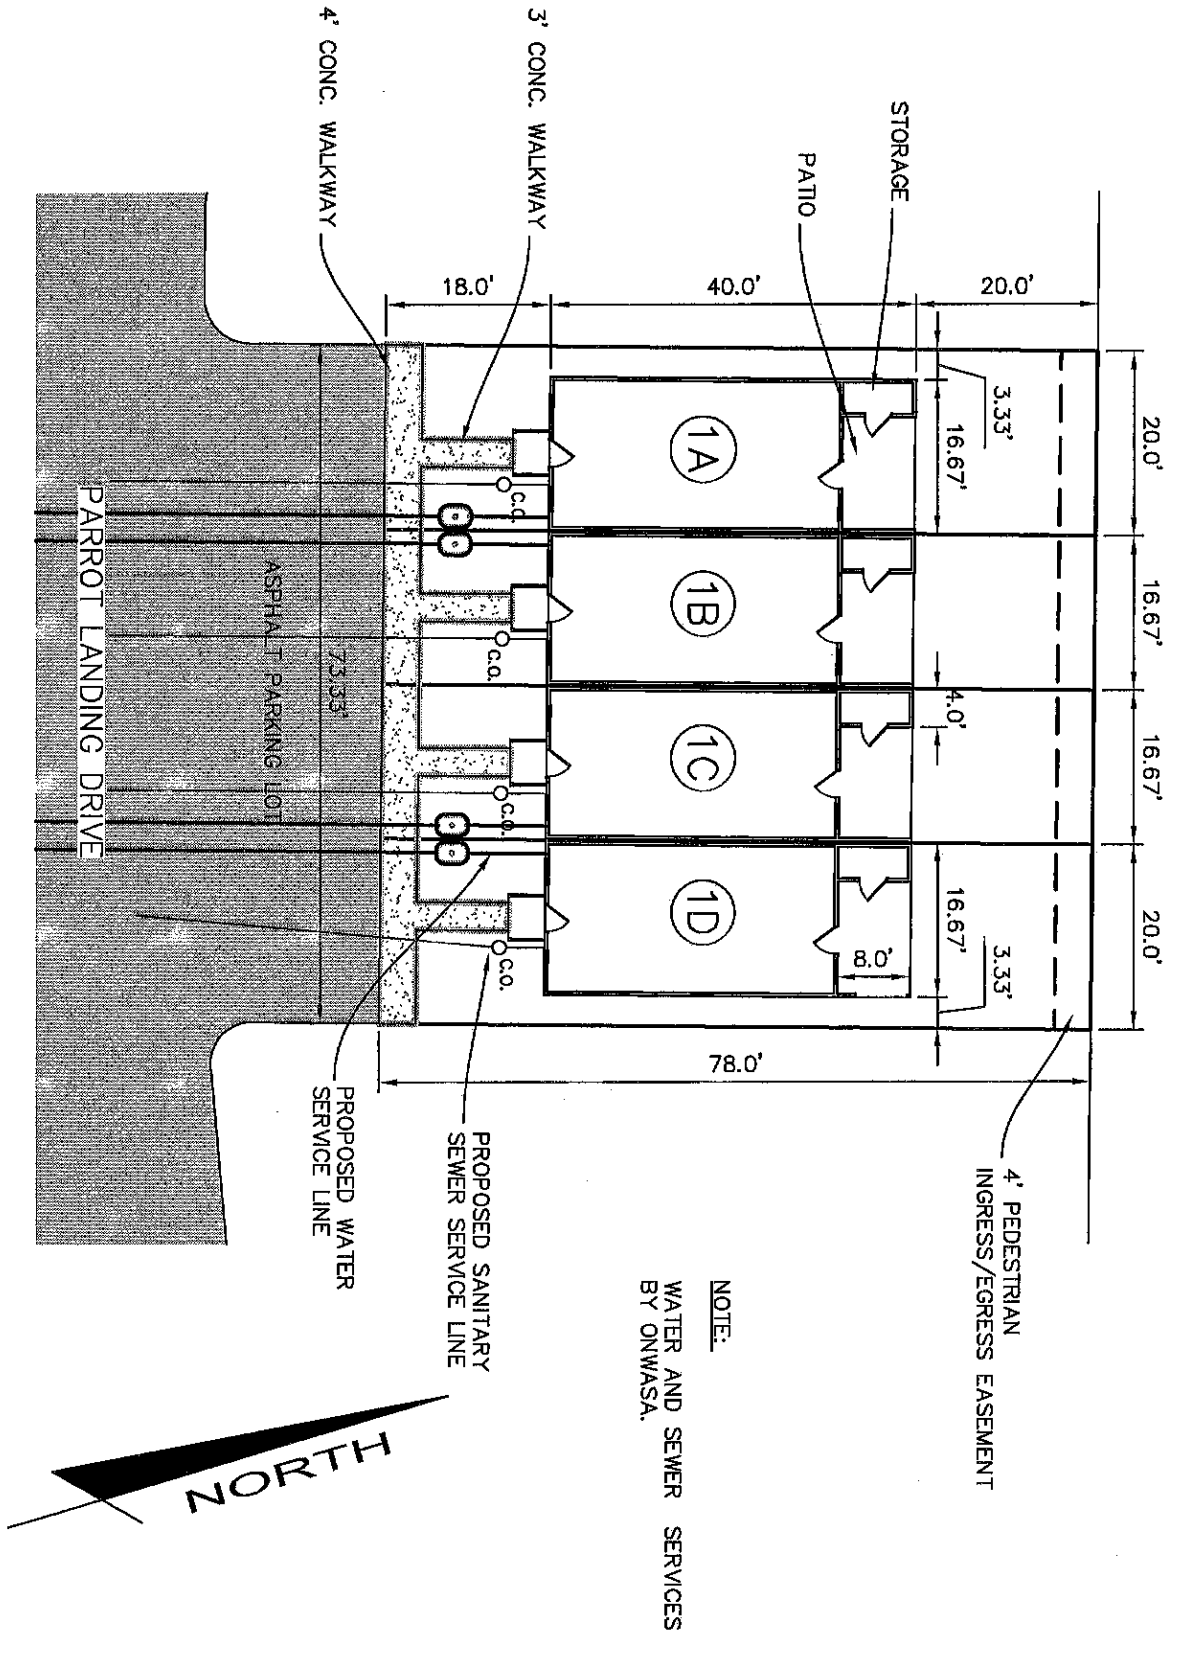 4' CONC. WALKWAY
3' CONC. WALKWAY
STORAGE
PATIO
18.0'
40.0'
20.0'
3.33'
16.67'
20.0'
16.67'
16.67'
20.0'
4.0'
16.67'
3.33'
8.0'
78.0'
1A
1B
1C
1D
C.O.
C.O.
C.O.
C.O.
73.33'
ASPHALT PARKING LOT
PARROT LANDING DRIVE
PROPOSED WATER
SERVICE LINE
PROPOSED SANITARY
SEWER SERVICE LINE
4' PEDESTRIAN
INGRESS/EGRESS EASEMENT
NOTE:
WATER AND SEWER SERVICES
BY ONWASA.
NORTH